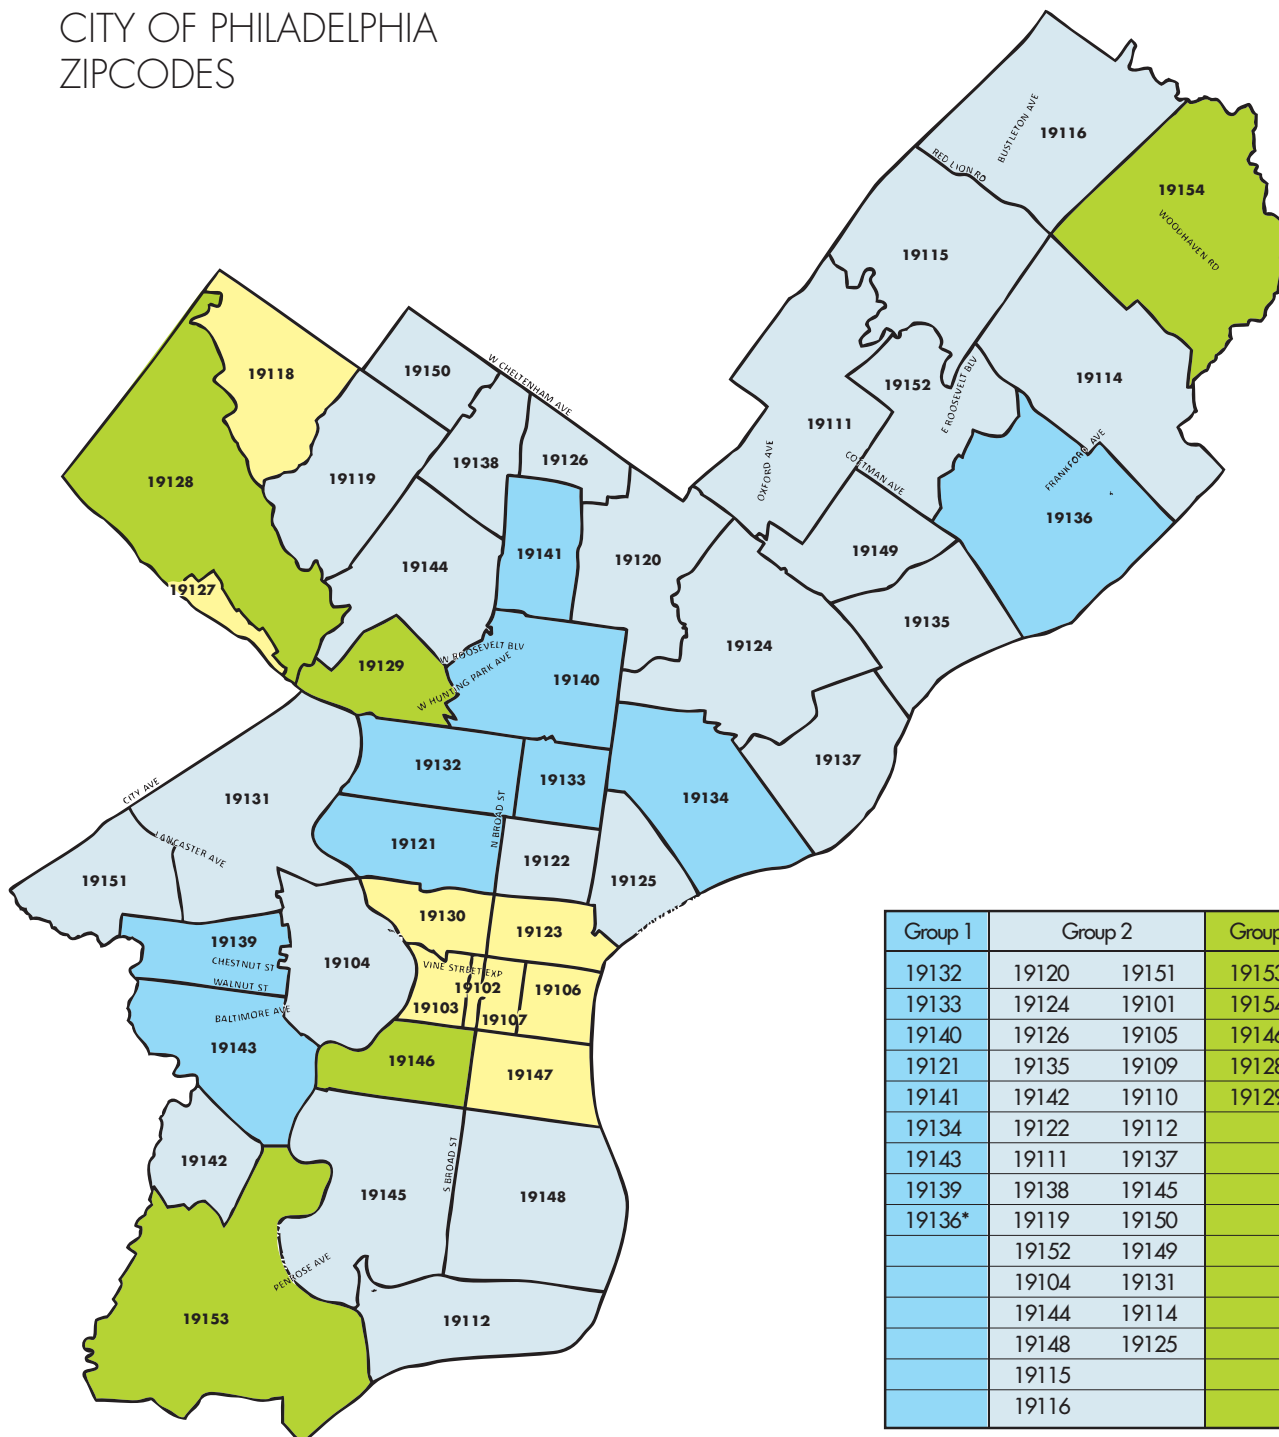 CITY OF PHILADELPHIA
ZIPCODES
19116
BUSTLETON AVE
RED LION RD
19154
WOODHAVEN RD
19115
19118
19150
W CHELTENHAM AVE
19152
E ROOSEVELT BLV
19114
19111
OXFORD AVE
COTTMAN AVE
FRANKFORD AVE
19138
19126
19128
19119
19136
19141
19149
19120
19144
19127
19135
19124
W ROOSEVELT BLV
19129
W HUNTING PARK AVE
19140
19137
19132
19133
CITY AVE
19131
19134
N BROAD ST
LANCASTER AVE
19121
19122
19151
19125
19130
19123
19139
CHESTNUT ST
19104
VINE STREET EXP
WALNUT ST
19102
19106
19103
19107
BALTIMORE AVE
19143
19146
19147
19142
S BROAD ST
19145
19148
PENROSE AVE
19153
19112
Group 1 Group 2 Group
19132 19120 19151 19153
19133 19124 19101 19154
19140 19126 19105 19146
19121 19135 19109 19128
19141 19142 19110 19129
19134 19122 19112
19143 19111 19137
19139 19138 19145
19136* 19119 19150
19152 19149
19104 19131
19144 19114
19148 19125
19115
19116